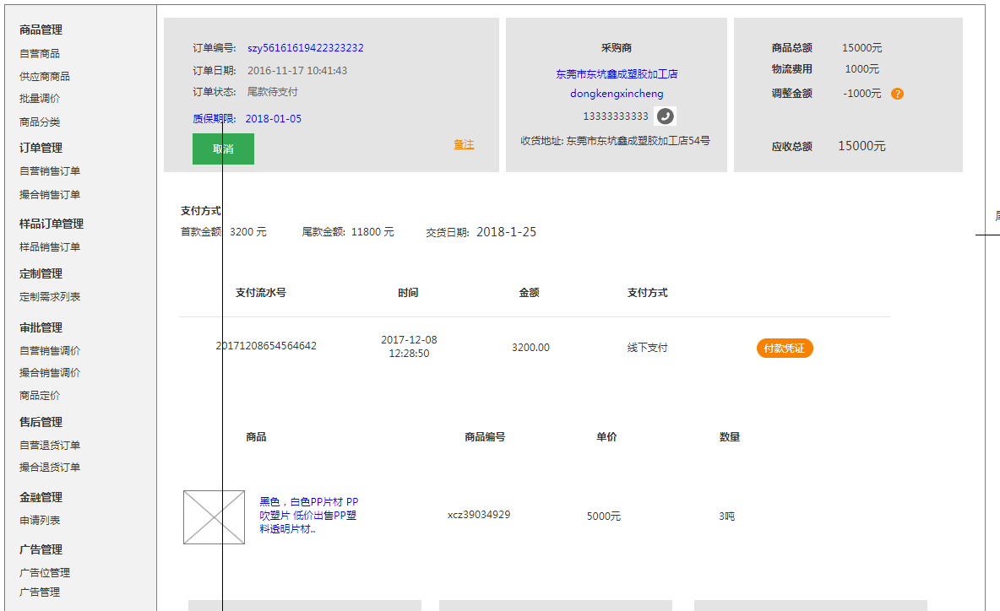 商品管理
自营商品
供应商商品
批量调价
商品分类
订单管理
自营销售订单
撮合销售订单
样品订单管理
样品销售订单
定制管理
定制需求列表
审批管理
自营销售调价
撮合销售调价
商品定价
售后管理
自营退货订单
撮合退货订单
金融管理
申请列表
广告管理
广告位管理
广告管理
订单编号: szy56161619422323232
订单日期: 2016-11-17 10:41:43
订单状态: 尾款待支付
质保期限: 2018-01-05
取消
备注
采购商
东莞市东坑鑫成塑胶加工店
dongkengxincheng
13333333333
收货地址: 东莞市东坑鑫成塑胶加工店54号
商品总额 15000元
物流费用 1000元
调整金额 -1000元 ?
应收总额 15000元
支付方式
首款金额: 3200 元 尾款金额: 11800 元 交货日期: 2018-1-25
支付流水号 时间 金额 支付方式
20171208654564642 2017-12-08 12:28:50 3200.00 线下支付 付款凭证
商品 商品编号 单价 数量
黑色，白色PP片材 PP
吹塑片 低价出售PP塑
料透明片材..
xcz39034929 5000元 3吨